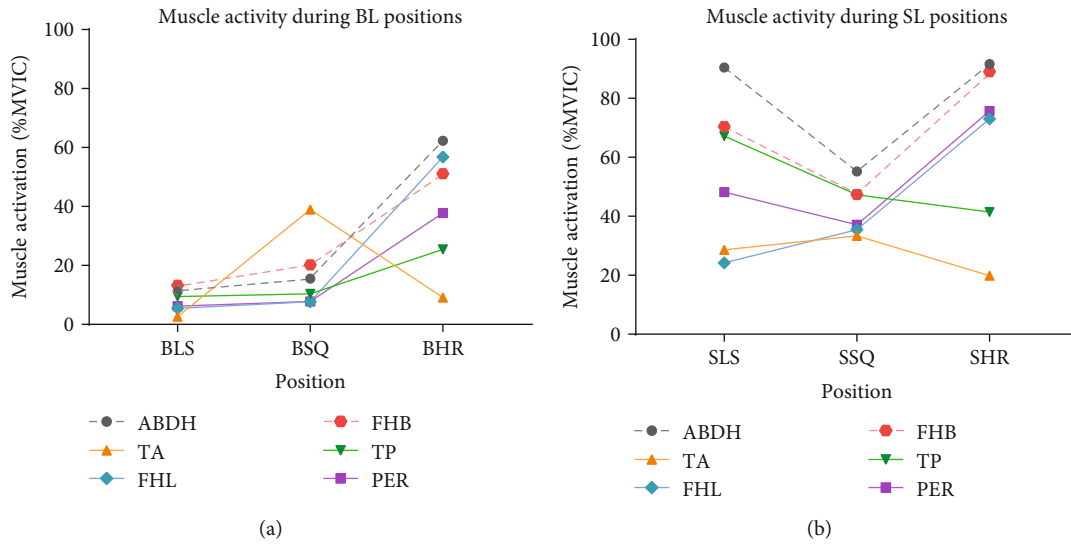 Muscle activity during BL positions
100
80
60
40
20
0
Muscle activation (%MVIC)
BLS BSQ BHR
Position
ABDH FHB
TA TP
FHL PER
(a)
Muscle activity during SL positions
100
80
60
40
20
0
Muscle activation (%MVIC)
SLS SSQ SHR
Position
ABDH FHB
TA TP
FHL PER
(b)